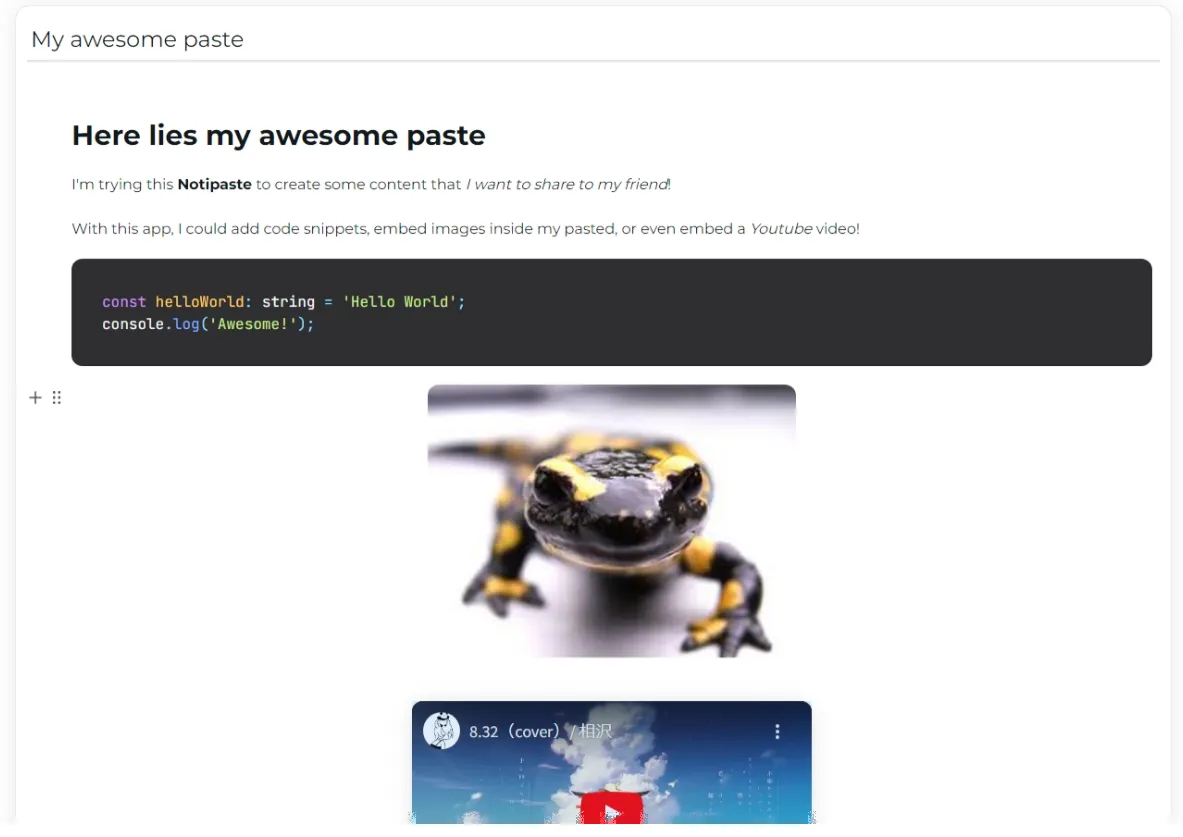 My awesome paste
Here lies my awesome paste
I'm trying this Notipaste to create some content that I want to share to my friend!
With this app, I could add code snippets, embed images inside my pasted, or even embed a Youtube video!
const helloWorld: string = 'Hello World';
console.log('Awesome!');
8.32（cover）/ 相沢